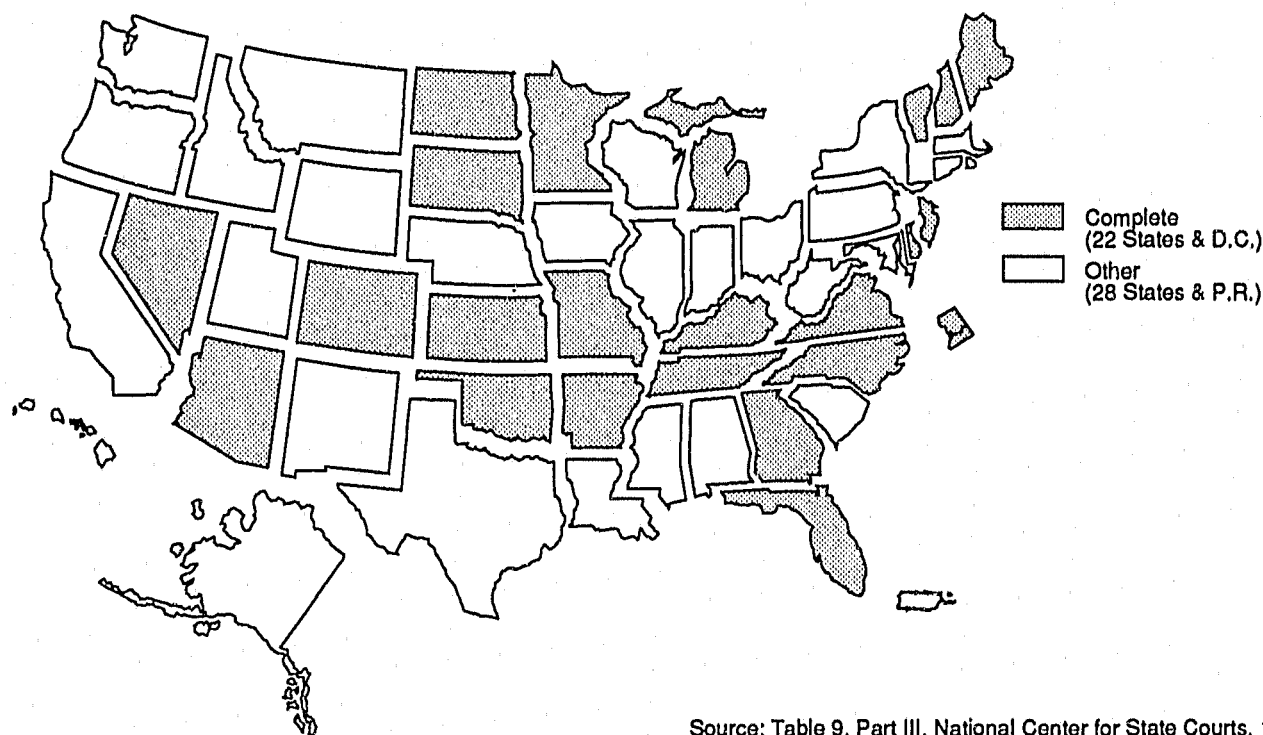 Complete
(22 States & D.C.)
Other
(28 States & P.R.)
Source: Table 9, Part III, National Center for State Courts,